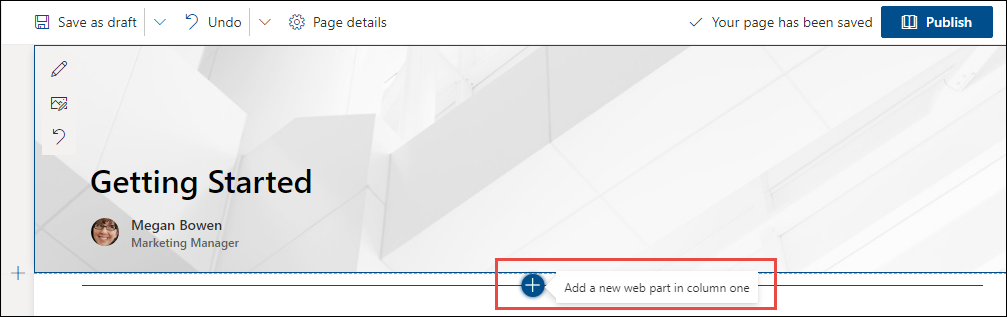 Save as draft
Undo
Page details
Your page has been saved
Publish
Getting Started
Megan Bowen
Marketing Manager
Add a new web part in column one